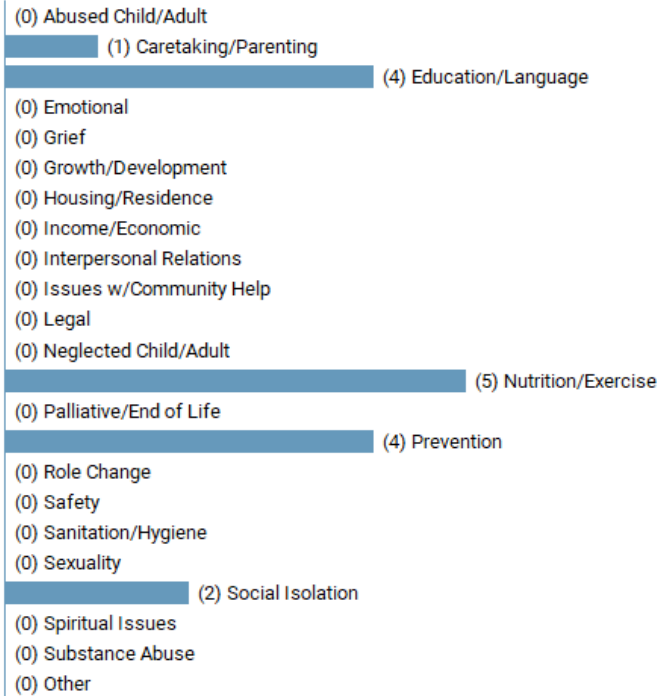 (0) Abused Child/Adult
(1) Caretaking/Parenting
(4) Education/Language
(0) Emotional
(0) Grief
(0) Growth/Development
(0) Housing/Residence
(0) Income/Economic
(0) Interpersonal Relations
(0) Issues w/Community Help
(0) Legal
(0) Neglected Child/Adult
(5) Nutrition/Exercise
(0) Palliative/End of Life
(4) Prevention
(0) Role Change
(0) Safety
(0) Sanitation/Hygiene
(0) Sexuality
(2) Social Isolation
(0) Spiritual Issues
(0) Substance Abuse
(0) Other